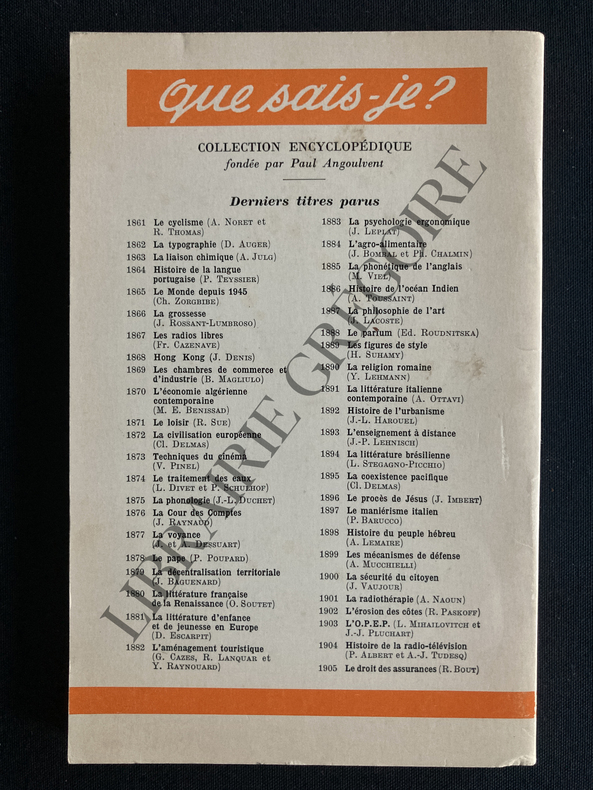 que sais-je?
COLLECTION ENCYCLOPÉDIQUE
fondée par Paul Angoulvent
Derniers titres parus
1861 Le cyclisme (A. NORET et
R. THOMAS)
1862 La typographie (D. AUGER)
1863 La liaison chimique (A. JULG)
1864 Histoire de la langue
portugaise (P. TEYSSIER)
1865 Le Monde depuis 1945
(Ch. ZORGBIBE)
1866 La grossesse
(J. ROSSANT-LUMBROSO)
1867 Les radios libres
(Fr. CAZENAVE)
1868 Hong Kong (J. DENIS)
1869 Les chambres de commerce et
d'industrie (B. MAGLIULO)
1870 L'économie algérienne
contemporaine
(M. E. BENISSAD)
1871 Le loisir (R. SUE)
1872 La civilisation européenne
(Cl. DELMAS)
1873 Techniques du cinéma
(V. PINEL)
1874 Le traitement des eaux
(L. DIVET et P. SCHULHOF)
1875 La phonologie (J.-L. DUCHET)
1876 La Cour des Comptes
(J. RAYNAUD)
1877 La voyance
(J. et A. DESSUART)
1878 Le pape (P. POUPARD)
1879 La décentralisation territoriale
(J. BAGUENARD)
1880 La littérature française
de la Renaissance (O. SOUTET)
1881 La littérature d'enfance
et de jeunesse en Europe
(D. ESCARPIT)
1882 L'aménagement touristique
(G. CAZES, R. LANQUAR et
Y. RAYNOUARD)
1883 La psychologie ergonomique
(J. LEPLAT)
1884 L'agro-alimentaire
(J. BOMBAL et Ph. CHALMIN)
1885 La phonétique de l'anglais
(M. VIEL)
1886 Histoire de l'océan Indien
(A. TOUSSAINT)
1887 La philosophie de l'art
(J. LACOSTE)
1888 Le parfum (Ed. ROUDNITSKA)
1889 Les figures de style
(H. SUHAMY)
1890 La religion romaine
(Y. LEHMANN)
1891 La littérature italienne
contemporaine (A. OTTAVI)
1892 Histoire de l'urbanisme
(J.-L. HAROUEL)
1893 L'enseignement à distance
(J.-P. LEHNISCH)
1894 La littérature brésilienne
(L. STEGAGNO-PICCHIO)
1895 La coexistence pacifique
(Cl. DELMAS)
1896 Le procès de Jésus (J. IMBERT)
1897 Le maniérisme italien
(P. BARUCCO)
1898 Histoire du peuple hébreu
(A. LEMAIRE)
1899 Les mécanismes de défense
(A. MUCCHIELLI)
1900 La sécurité du citoyen
(J. VAUJOUR)
1901 La radiothérapie (A. NAOUN)
1902 L'érosion des côtes (R. PASKOFF)
1903 L'O.P.E.P. (L. MIHAILOVITCH et
J.-J. PLUCHART)
1904 Histoire de la radio-télévision
(P. ALBERT et A.-J. TUDESQ)
1905 Le droit des assurances (R. BOUT)
LIBRAIRIE GREGOIRE